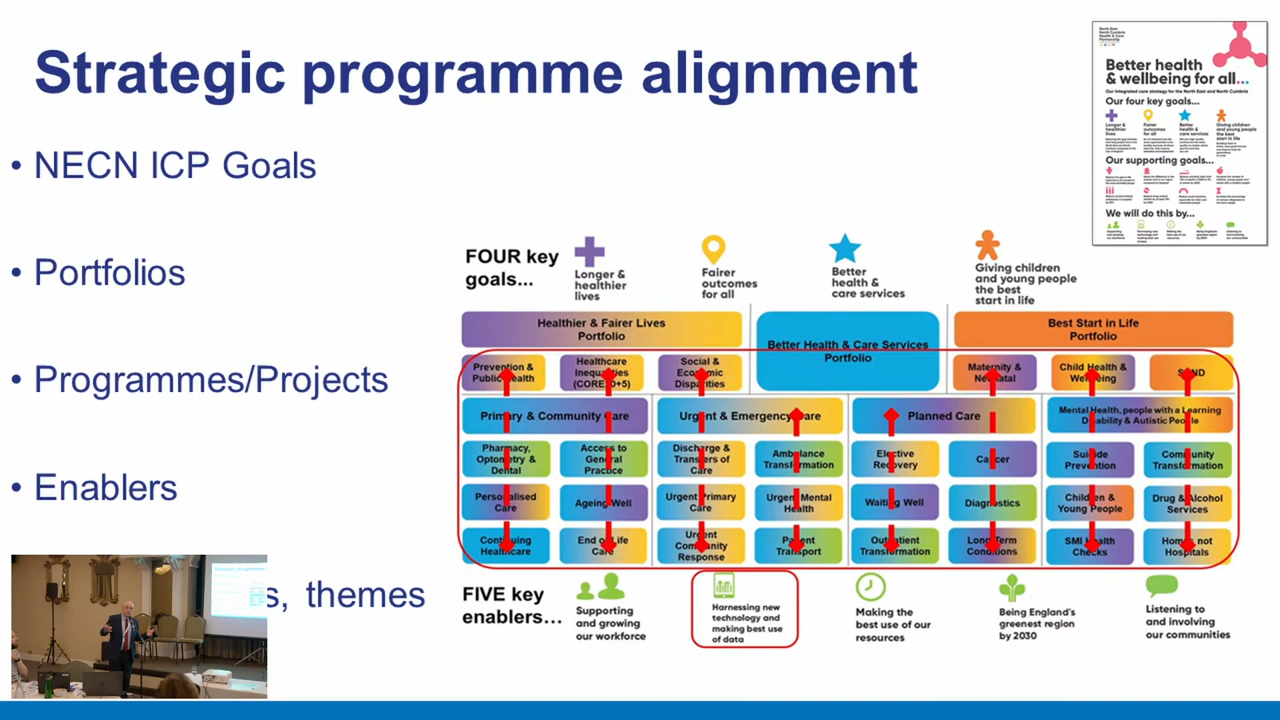 Strategic programme alignment
• NECN ICP Goals
• Portfolios
• Programmes/Projects
• Enablers
s, themes
North East
North Cumbria
Health & Care
Partnership
Better health
& wellbeing for all...
Our integrated care strategy for the North East and North Cumbria
Our four key goals...
Longer &
healthier
lives
Fairer
outcomes
for all
Better
health &
care services
Giving children
and young people
the best
start in life
Our supporting goals...
We will do this by...
FOUR key
goals...
Longer &
healthier
lives
Fairer
outcomes
for all
Better
health &
care services
Giving children
and young people
the best
start in life
Healthier & Fairer Lives
Portfolio
Better Health & Care Services
Portfolio
Best Start in Life
Portfolio
Prevention &
Public Health
Healthcare
Inequalities
(CORE20+5)
Social &
Economic
Disparities
Maternity &
Neonatal
Child Health &
Wellbeing
SEND
Primary & Community Care
Urgent & Emergency Care
Planned Care
Mental Health, people with a Learning
Disability & Autistic People
Pharmacy,
Optometry &
Dental
Access to
General
Practice
Discharge &
Transfers of
Care
Ambulance
Transformation
Elective
Recovery
Cancer
Suicide
Prevention
Community
Transformation
Personalised
Care
Ageing Well
Urgent Primary
Care
Urgent Mental
Health
Waiting Well
Diagnostics
Children &
Young People
Drug & Alcohol
Services
Continuing
Healthcare
End of Life
Care
Urgent
Community
Response
Patient
Transport
Outpatient
Transformation
Long Term
Conditions
SMI Health
Checks
Homes not
Hospitals
FIVE key
enablers...
Supporting
and growing
our workforce
Harnessing new
technology and
making best use
of data
Making the
best use of our
resources
Being England's
greenest region
by 2030
Listening to
and involving
our communities